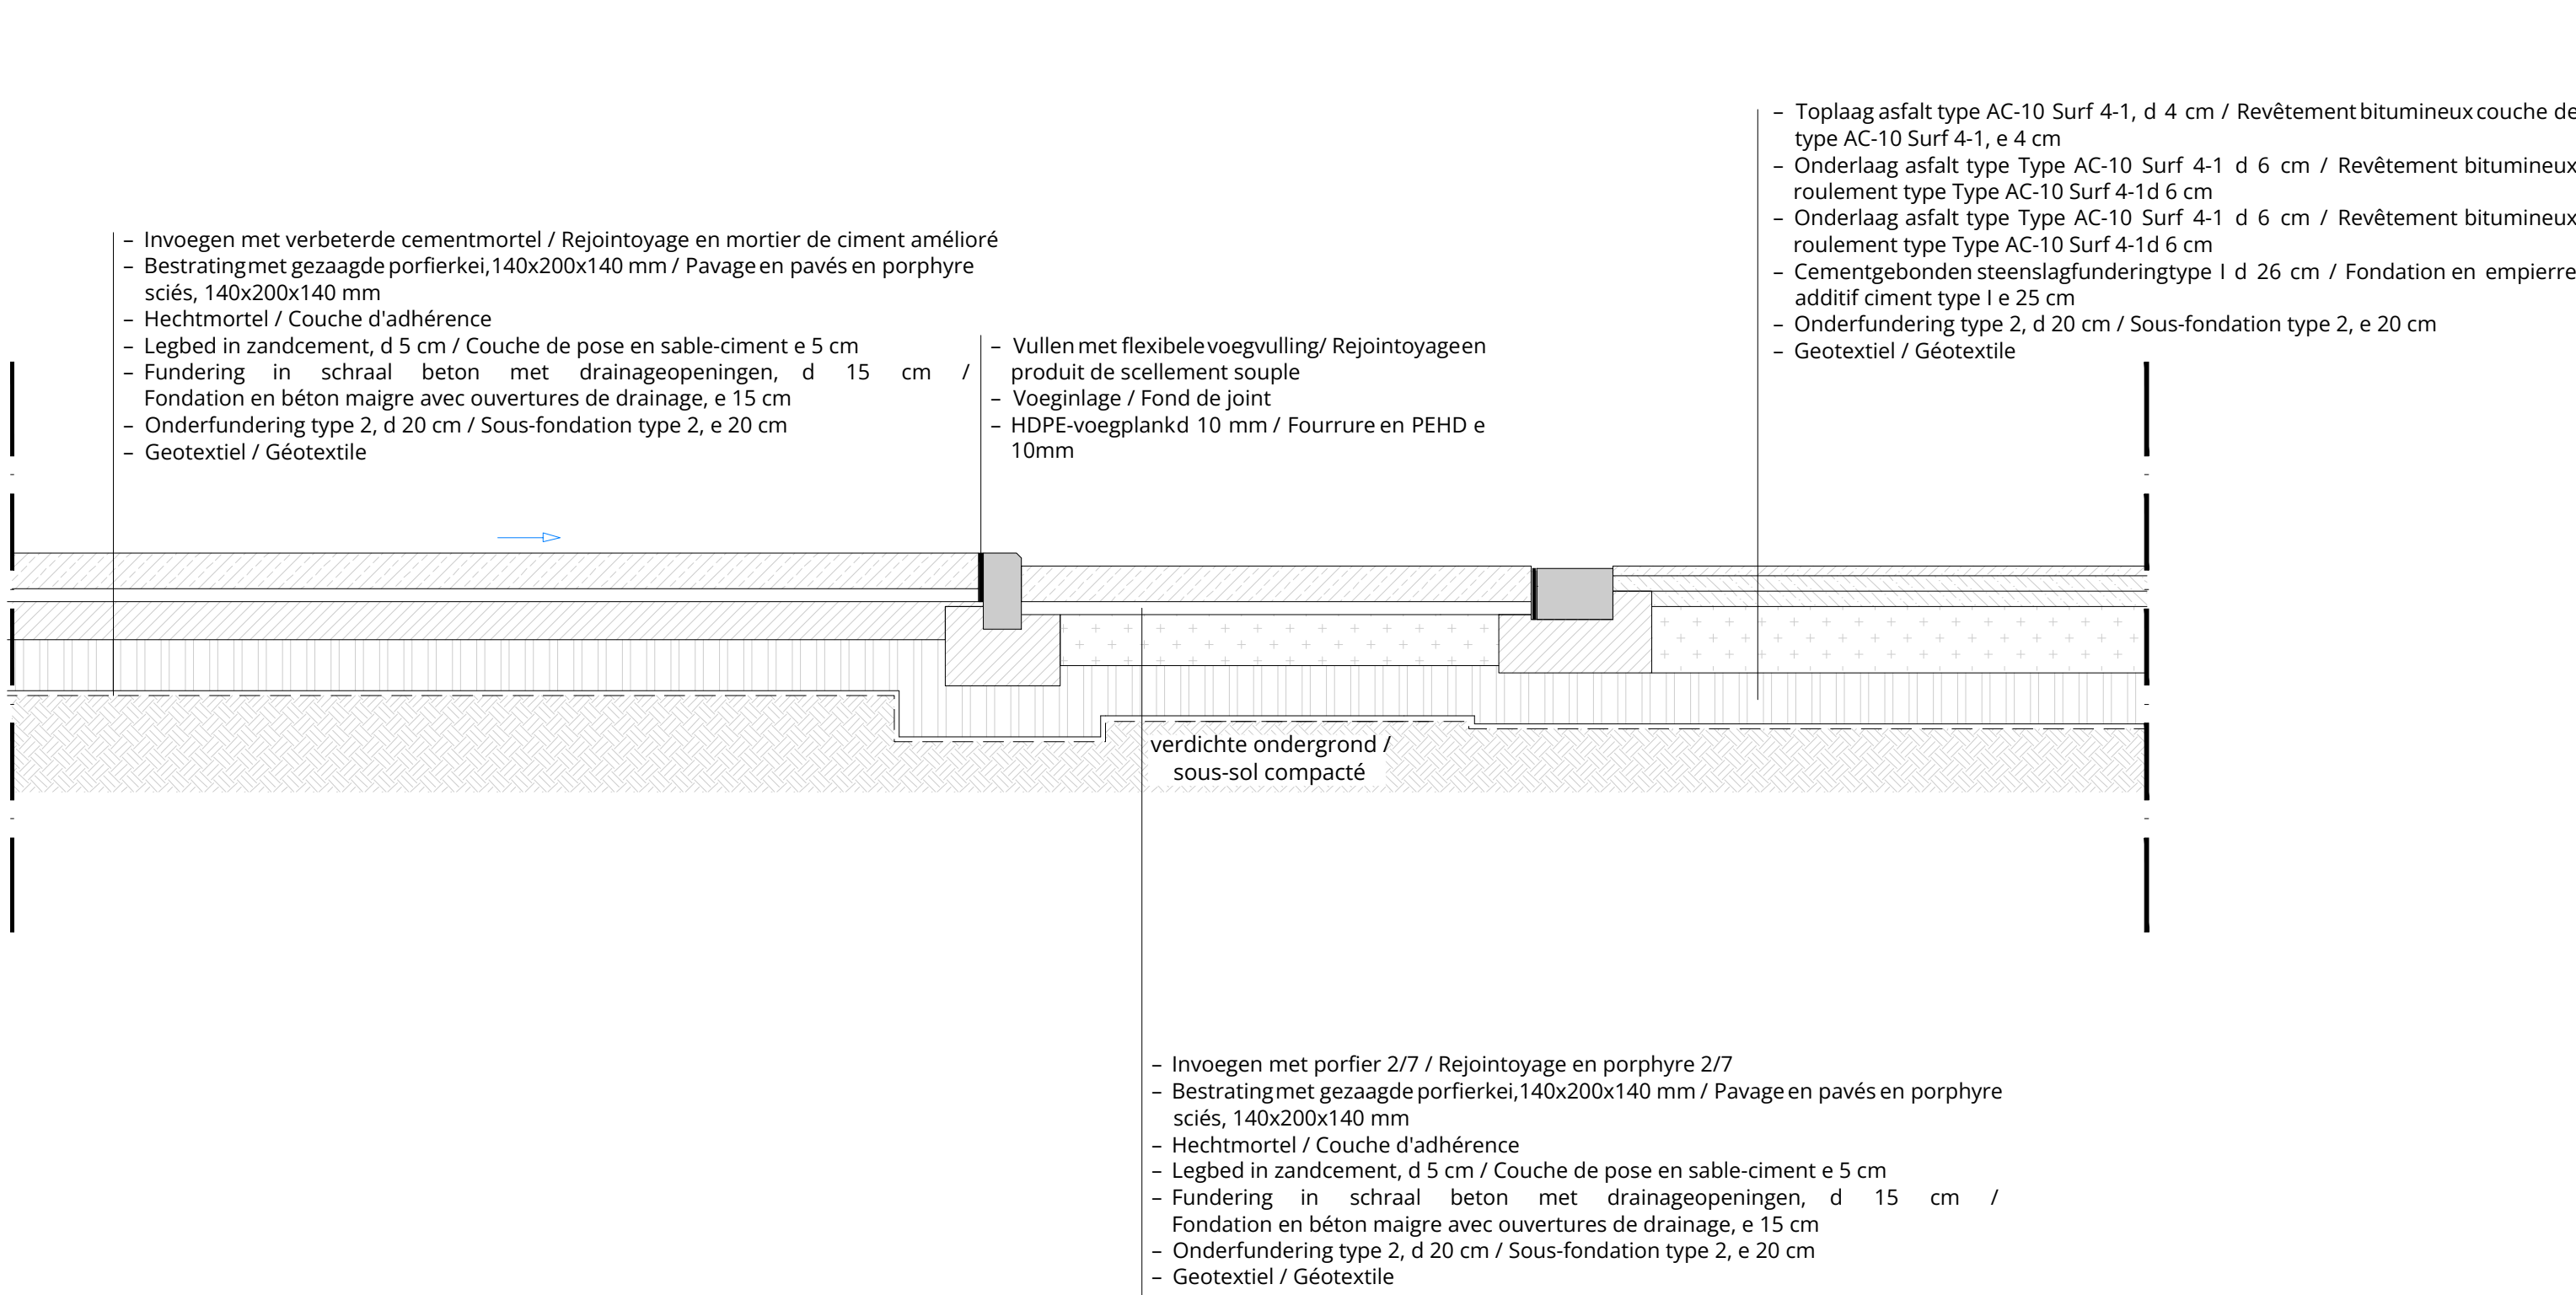 – Toplaag asfalt type AC-10 Surf 4-1, d 4 cm / Revêtement bitumineux couche de
type AC-10 Surf 4-1, e 4 cm
– Onderlaag asfalt type Type AC-10 Surf 4-1 d 6 cm / Revêtement bitumineux
roulement type Type AC-10 Surf 4-1d 6 cm
– Onderlaag asfalt type Type AC-10 Surf 4-1 d 6 cm / Revêtement bitumineux
roulement type Type AC-10 Surf 4-1d 6 cm
– Cementgebonden steenslagfundering type I d 26 cm / Fondation en empierre
additif ciment type I e 25 cm
– Onderfundering type 2, d 20 cm / Sous-fondation type 2, e 20 cm
– Geotextiel / Géotextile
– Invoegen met verbeterde cementmortel / Rejointoyage en mortier de ciment amélioré
– Bestrating met gezaagde porfierkei, 140x200x140 mm / Pavage en pavés en porphyre
sciés, 140x200x140 mm
– Hechtmortel / Couche d'adhérence
– Legbed in zandcement, d 5 cm / Couche de pose en sable-ciment e 5 cm
– Fundering in schraal beton met drainageopeningen, d 15 cm /
Fondation en béton maigre avec ouvertures de drainage, e 15 cm
– Onderfundering type 2, d 20 cm / Sous-fondation type 2, e 20 cm
– Geotextiel / Géotextile
– Vullen met flexibele voegvulling/ Rejointoyage en
produit de scellement souple
– Voeginlage / Fond de joint
– HDPE-voegplank d 10 mm / Fourrure en PEHD e
10mm
verdichte ondergrond /
sous-sol compacté
– Invoegen met porfier 2/7 / Rejointoyage en porphyre 2/7
– Bestrating met gezaagde porfierkei, 140x200x140 mm / Pavage en pavés en porphyre
sciés, 140x200x140 mm
– Hechtmortel / Couche d'adhérence
– Legbed in zandcement, d 5 cm / Couche de pose en sable-ciment e 5 cm
– Fundering in schraal beton met drainageopeningen, d 15 cm /
Fondation en béton maigre avec ouvertures de drainage, e 15 cm
– Onderfundering type 2, d 20 cm / Sous-fondation type 2, e 20 cm
– Geotextiel / Géotextile